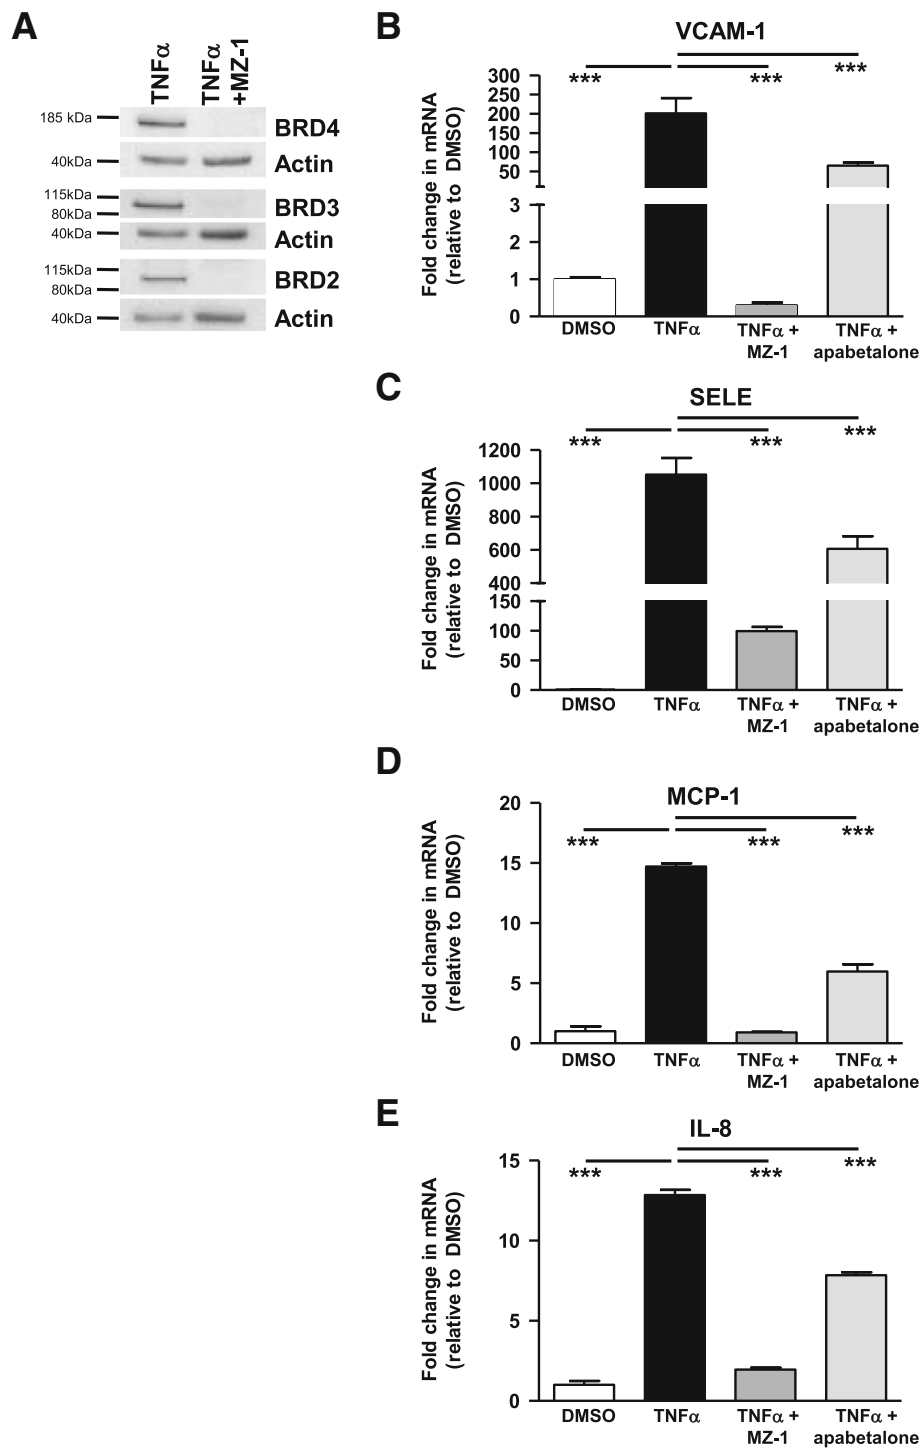 A
TNFα
TNFα
+MZ-1
185 kDa
BRD4
40kDa
Actin
115kDa
80kDa
BRD3
40kDa
Actin
115kDa
80kDa
BRD2
40kDa
Actin
B
VCAM-1
*** *** ***
Fold change in mRNA
(relative to DMSO)
300
250
200
150
100
50
3
2
1
0
DMSO TNFα TNFα + TNFα +
MZ-1 apabetalone
C
SELE
*** *** ***
Fold change in mRNA
(relative to DMSO)
1200
1000
800
600
400
150
100
50
0
DMSO TNFα TNFα + TNFα +
MZ-1 apabetalone
D
MCP-1
*** *** ***
Fold change in mRNA
(relative to DMSO)
20
15
10
5
0
DMSO TNFα TNFα + TNFα +
MZ-1 apabetalone
E
IL-8
*** *** ***
Fold change in mRNA
(relative to DMSO)
15
10
5
0
DMSO TNFα TNFα + TNFα +
MZ-1 apabetalone